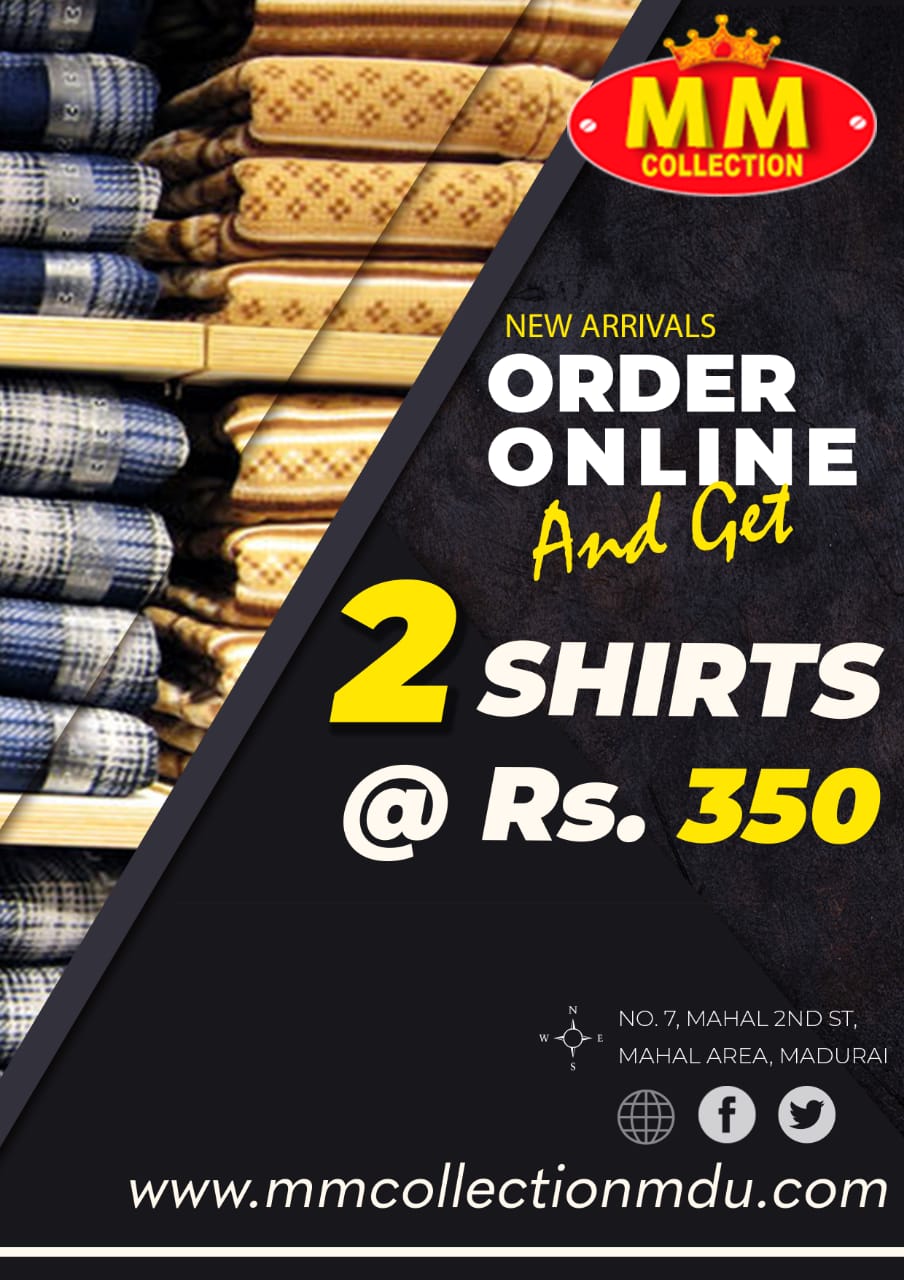 MM
COLLECTION
NEW ARRIVALS
ORDER
ONLINE
And Get
2 SHIRTS
@ Rs. 350
N
W E
S
NO. 7, MAHAL 2ND ST,
MAHAL AREA, MADURAI
www.mmcollectionmdu.com